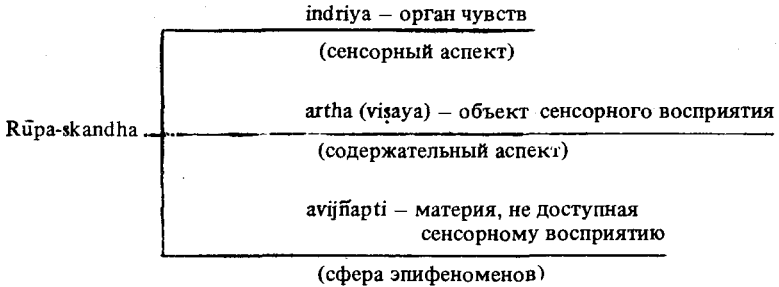 indriya – орган чувств
(сенсорный аспект)
artha (viṣaya) – объект сенсорного восприятия
Rūpa-skandha
(содержательный аспект)
avijñapti – материя, не доступная
сенсорному восприятию
(сфера эпифеноменов)